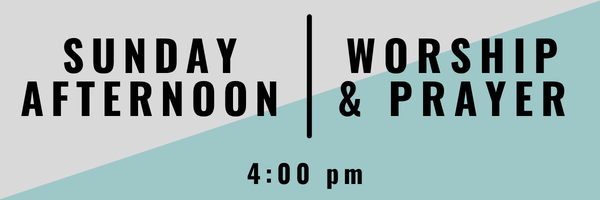 SUNDAY
AFTERNOON
WORSHIP
& PRAYER
4:00 pm